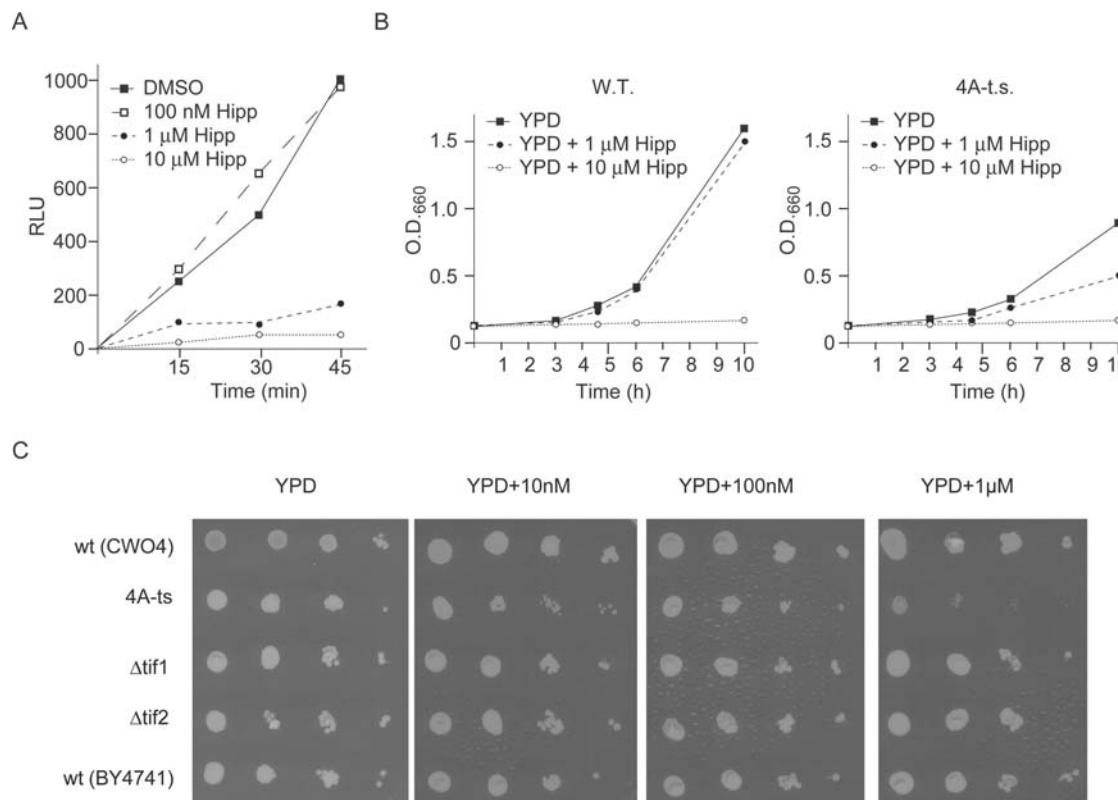 A
RLU
1000
800
600
400
200
0
DMSO
100 nM Hipp
1 μM Hipp
10 μM Hipp
15 30 45
Time (min)
B
W.T.
O.D.660
1.5
1.0
0.5
0
YPD
YPD + 1 μM Hipp
YPD + 10 μM Hipp
1 2 3 4 5 6 7 8 9 10
Time (h)
4A-t.s.
O.D.660
1.5
1.0
0.5
0
YPD
YPD + 1 μM Hipp
YPD + 10 μM Hipp
1 2 3 4 5 6 7 8 9 1
Time (h)
C
YPD YPD+10nM YPD+100nM YPD+1μM
wt (CWO4)
4A-ts
Δtif1
Δtif2
wt (BY4741)